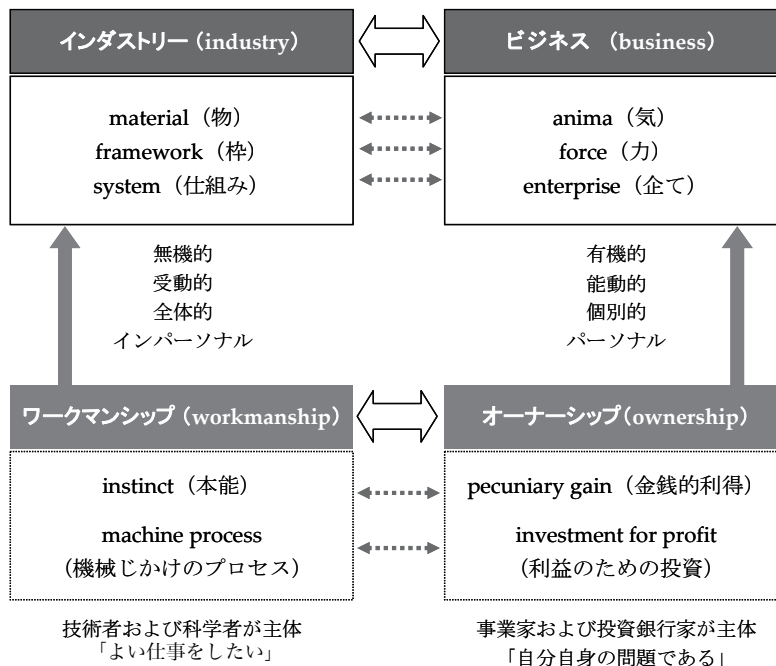 インダストリー（industry）
material（物）
framework（枠）
system（仕組み）
無機的
受動的
全体的
インパーソナル
ビジネス （business）
anima（気）
force（力）
enterprise（企て）
有機的
能動的
個別的
パーソナル
ワークマンシップ（workmanship）
instinct（本能）
machine process
（機械じかけのプロセス）
技術者および科学者が主体
「よい仕事をしたい」
オーナーシップ（ownership）
pecuniary gain（金銭的利得）
investment for profit
（利益のための投資）
事業家および投資銀行家が主体
「自分自身の問題である」